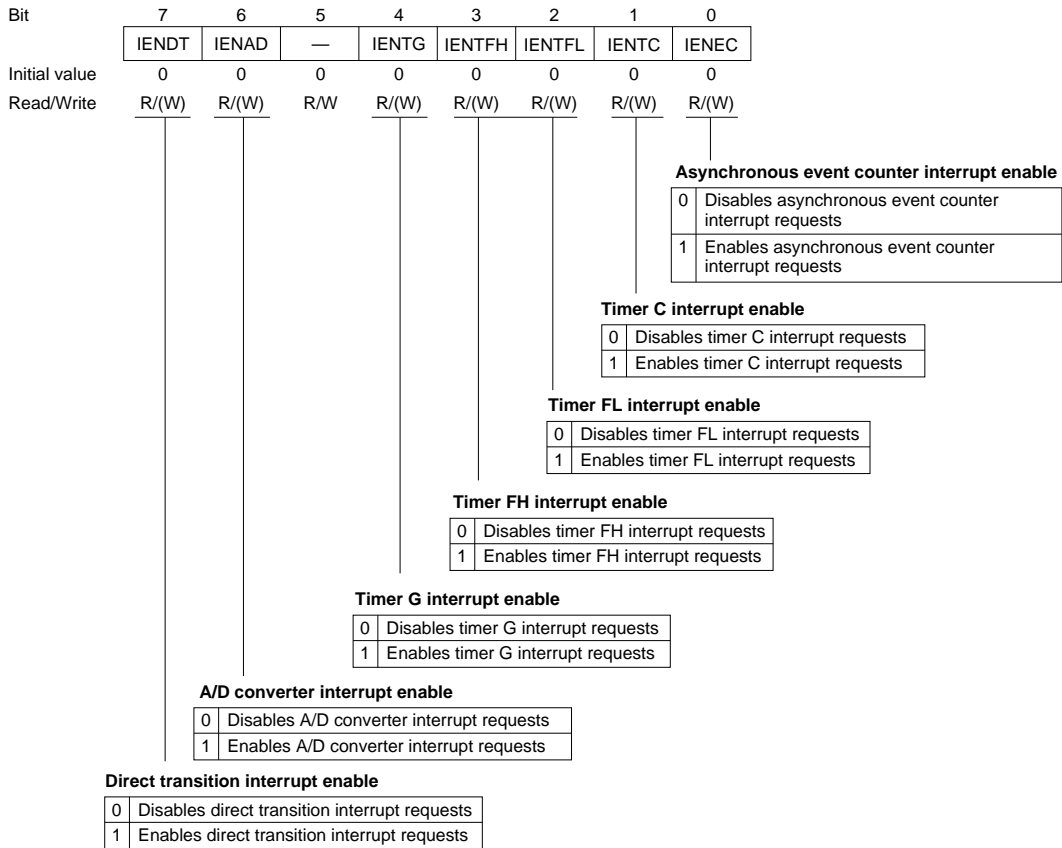 Bit 7 6 5 4 3 2 1 0
IENDT IENAD — IENTG IENTFH IENTFL IENTC IENEC
Initial value 0 0 0 0 0 0 0 0
Read/Write R/(W) R/(W) R/W R/(W) R/(W) R/(W) R/(W) R/(W)
Asynchronous event counter interrupt enable
0 Disables asynchronous event counter
interrupt requests
1 Enables asynchronous event counter
interrupt requests
Timer C interrupt enable
0 Disables timer C interrupt requests
1 Enables timer C interrupt requests
Timer FL interrupt enable
0 Disables timer FL interrupt requests
1 Enables timer FL interrupt requests
Timer FH interrupt enable
0 Disables timer FH interrupt requests
1 Enables timer FH interrupt requests
Timer G interrupt enable
0 Disables timer G interrupt requests
1 Enables timer G interrupt requests
A/D converter interrupt enable
0 Disables A/D converter interrupt requests
1 Enables A/D converter interrupt requests
Direct transition interrupt enable
0 Disables direct transition interrupt requests
1 Enables direct transition interrupt requests